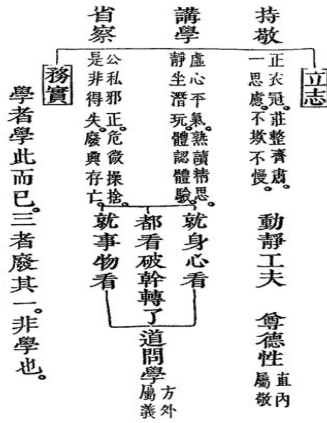 持敬
講學
省察
立志
務實
正衣冠。莊整齊肅。
一思慮。不欺不慢。
動靜工夫
尊德性
直內
屬敬
虛心平氣。熟讀精思。
靜坐潛玩。體認體驗。
就身心看
都看破幹轉了
公私邪正。危微操捨。
是非得失。廢興存亡。
就事物看
道問學
方外
屬義
學者學此而已。三者廢其一。非學也。